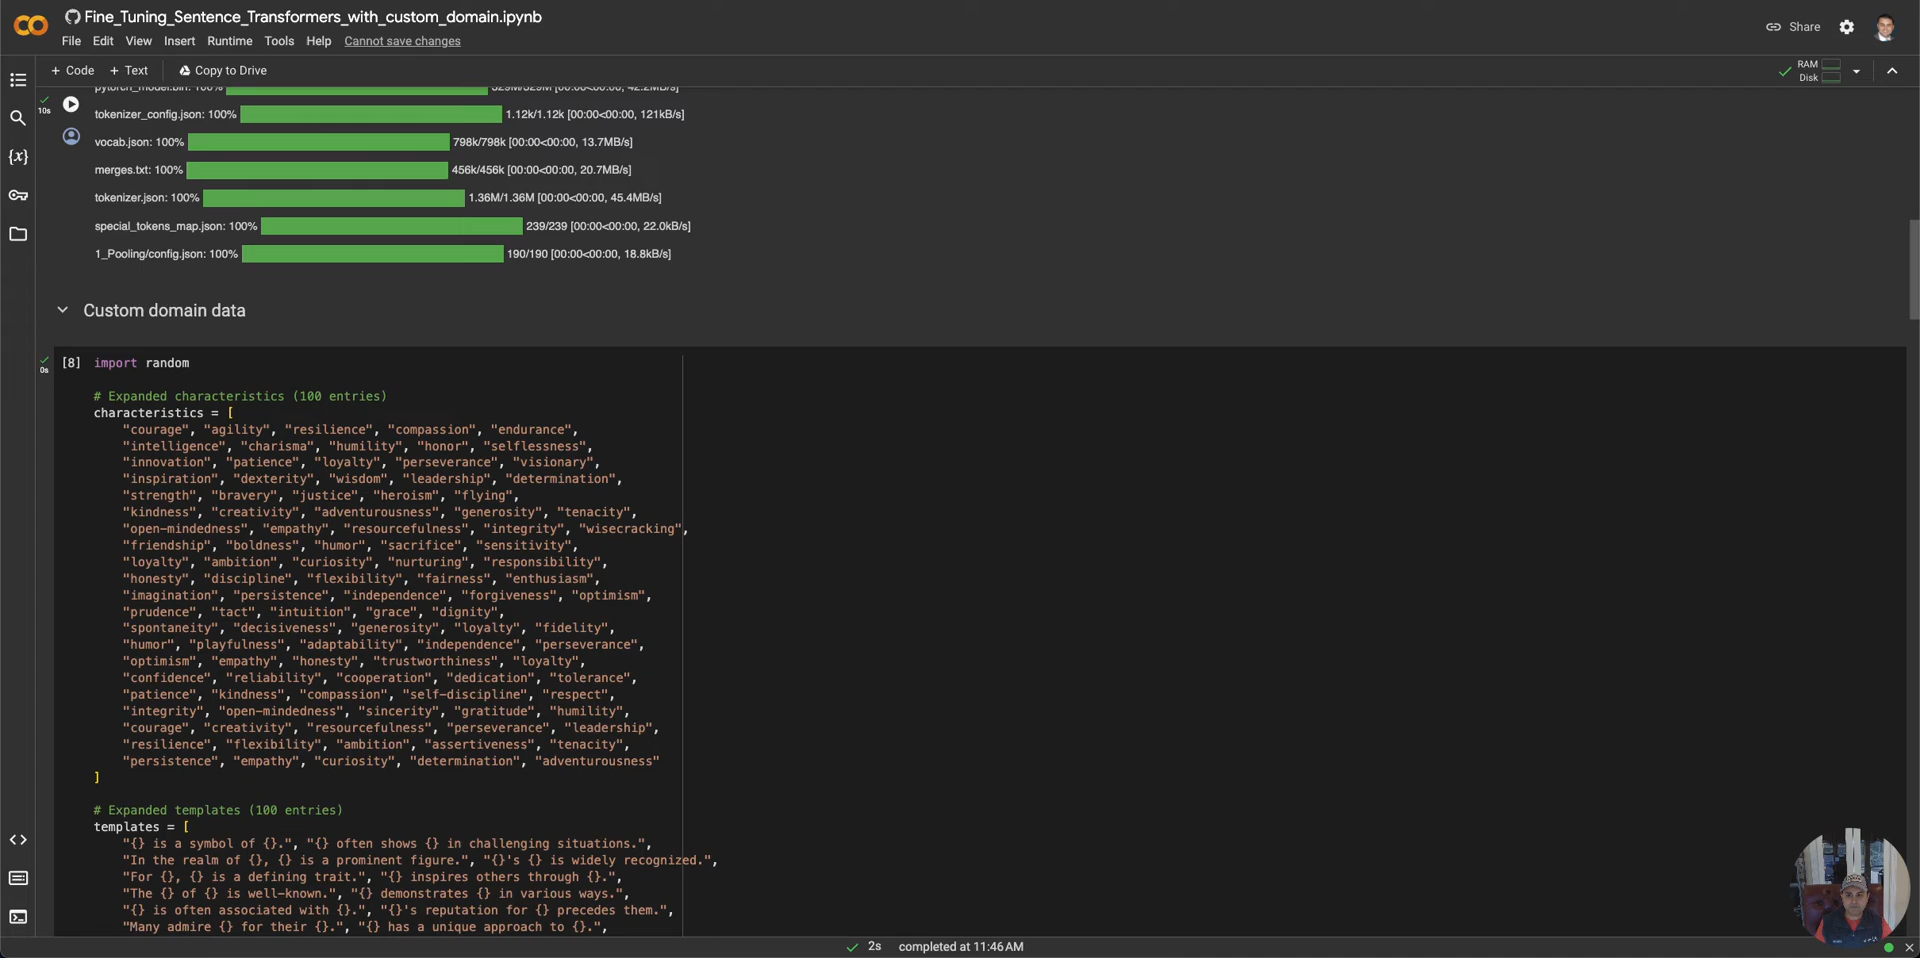 Fine_Tuning_Sentence_Transformers_with_custom_domain.ipynb
File Edit View Insert Runtime Tools Help Cannot save changes
Share
+ Code + Text Copy to Drive
RAM
Disk
pytorch_model.bin: 100% 329M/329M [00:00<00:00, 42.2MB/s]
10s
tokenizer_config.json: 100% 1.12k/1.12k [00:00<00:00, 121kB/s]
vocab.json: 100% 798k/798k [00:00<00:00, 13.7MB/s]
merges.txt: 100% 456k/456k [00:00<00:00, 20.7MB/s]
tokenizer.json: 100% 1.36M/1.36M [00:00<00:00, 45.4MB/s]
special_tokens_map.json: 100% 239/239 [00:00<00:00, 22.0kB/s]
1_Pooling/config.json: 100% 190/190 [00:00<00:00, 18.8kB/s]
Custom domain data
0s
[8] import random
# Expanded characteristics (100 entries)
characteristics = [
"courage", "agility", "resilience", "compassion", "endurance",
"intelligence", "charisma", "humility", "honor", "selflessness",
"innovation", "patience", "loyalty", "perseverance", "visionary",
"inspiration", "dexterity", "wisdom", "leadership", "determination",
"strength", "bravery", "justice", "heroism", "flying",
"kindness", "creativity", "adventurousness", "generosity", "tenacity",
"open-mindedness", "empathy", "resourcefulness", "integrity", "wisecracking",
"friendship", "boldness", "humor", "sacrifice", "sensitivity",
"loyalty", "ambition", "curiosity", "nurturing", "responsibility",
"honesty", "discipline", "flexibility", "fairness", "enthusiasm",
"imagination", "persistence", "independence", "forgiveness", "optimism",
"prudence", "tact", "intuition", "grace", "dignity",
"spontaneity", "decisiveness", "generosity", "loyalty", "fidelity",
"humor", "playfulness", "adaptability", "independence", "perseverance",
"optimism", "empathy", "honesty", "trustworthiness", "loyalty",
"confidence", "reliability", "cooperation", "dedication", "tolerance",
"patience", "kindness", "compassion", "self-discipline", "respect",
"integrity", "open-mindedness", "sincerity", "gratitude", "humility",
"courage", "creativity", "resourcefulness", "perseverance", "leadership",
"resilience", "flexibility", "ambition", "assertiveness", "tenacity",
"persistence", "empathy", "curiosity", "determination", "adventurousness"
]
# Expanded templates (100 entries)
templates = [
"{} is a symbol of {}.", "{} often shows {} in challenging situations.",
"In the realm of {}, {} is a prominent figure.", "{}'s {} is widely recognized.",
"For {}, {} is a defining trait.", "{} inspires others through {}.",
"The {} of {} is well-known.", "{} demonstrates {} in various ways.",
"{} is often associated with {}.", "{}'s reputation for {} precedes them.",
"Many admire {} for their {}.", "{} has a unique approach to {}.",
2s completed at 11:46 AM